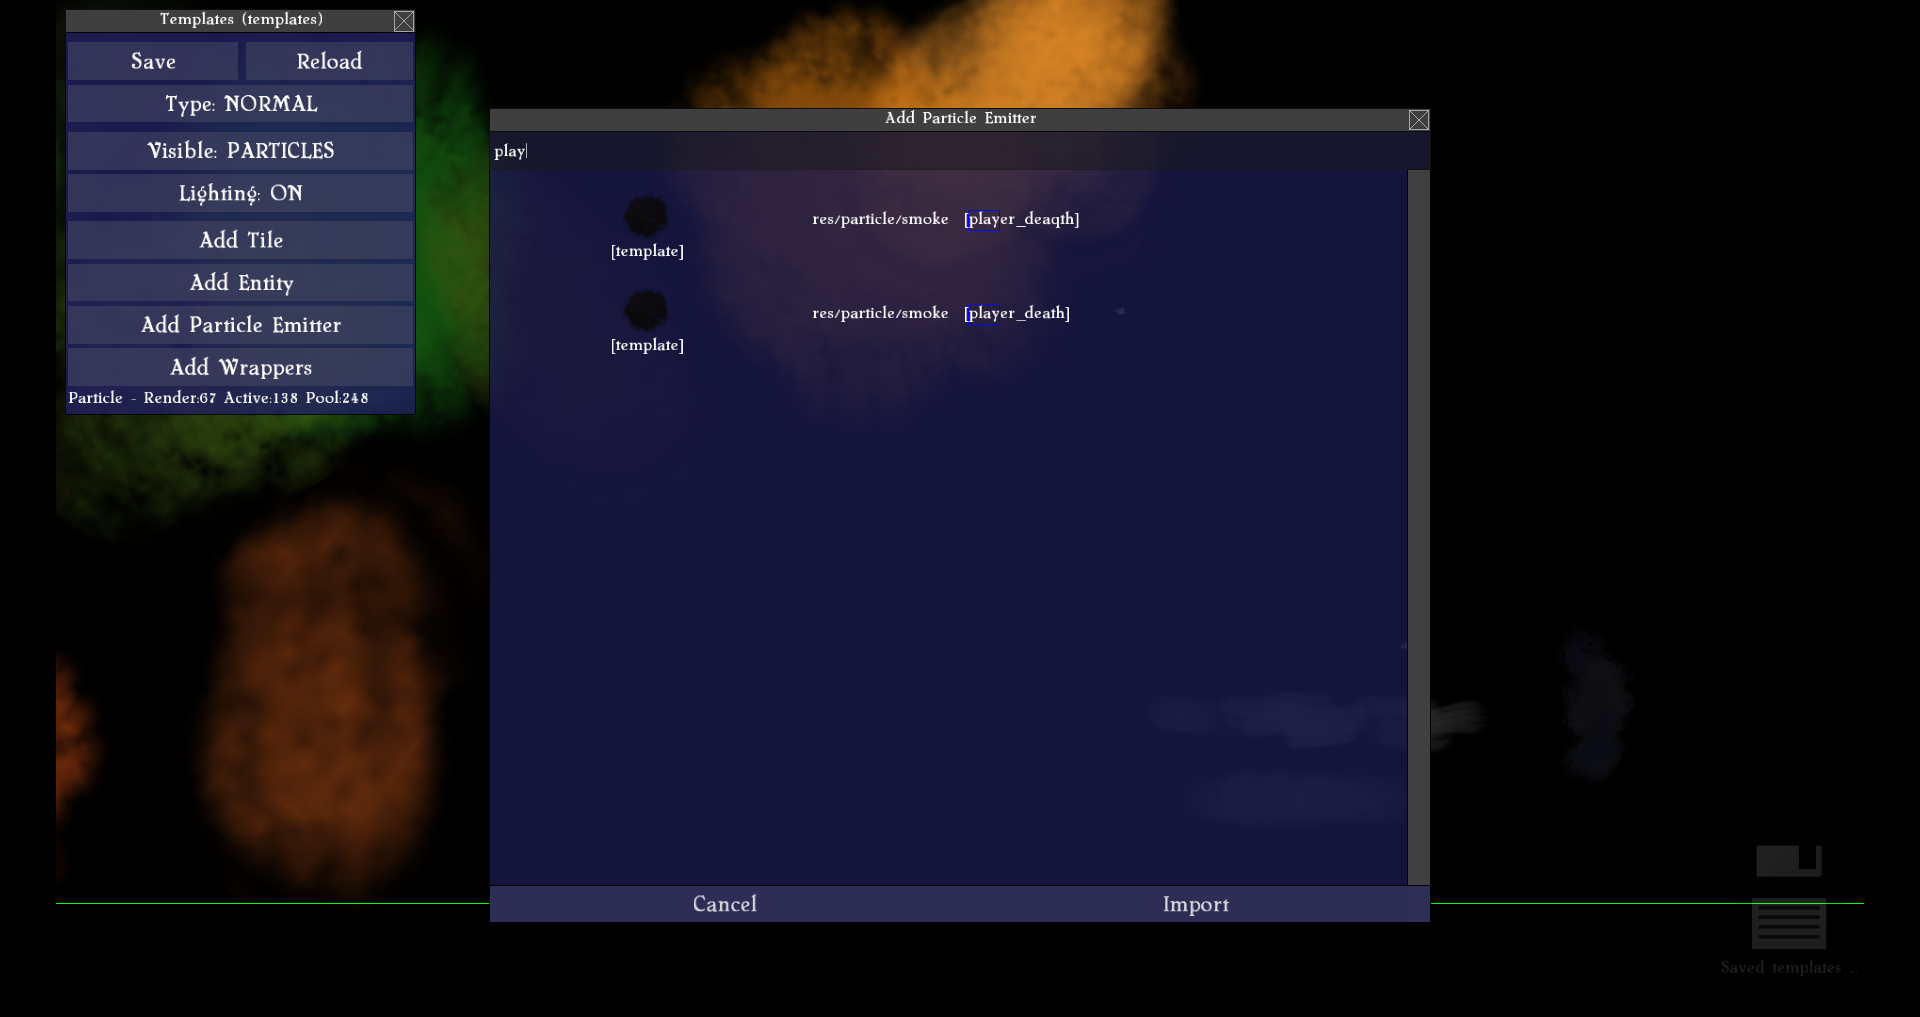 Templates (templates)
Save
Reload
Type: NORMAL
Visible: PARTICLES
Lighting: ON
Add Tile
Add Entity
Add Particle Emitter
Add Wrappers
Particle - Render:67 Active:138 Pool:248
Add Particle Emitter
play
res/particle/smoke [player_deaqth]
[template]
res/particle/smoke [player_death]
[template]
Cancel
Import
Saved templates ...